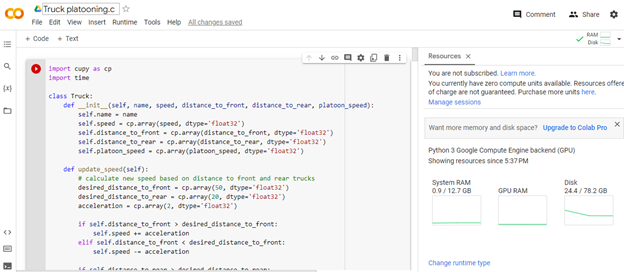 CO
Truck platooning.c
File Edit View Insert Runtime Tools Help All changes saved
Comment Share
+ Code + Text
RAM
Disk
import cupy as cp
import time
class Truck:
def __init__(self, name, speed, distance_to_front, distance_to_rear, platoon_speed):
self.name = name
self.speed = cp.array(speed, dtype='float32')
self.distance_to_front = cp.array(distance_to_front, dtype='float32')
self.distance_to_rear = cp.array(distance_to_rear, dtype='float32')
self.platoon_speed = cp.array(platoon_speed, dtype='float32')
def update_speed(self):
# calculate new speed based on distance to front and rear trucks
desired_distance_to_front = cp.array(50, dtype='float32')
desired_distance_to_rear = cp.array(20, dtype='float32')
acceleration = cp.array(2, dtype='float32')
if self.distance_to_front > desired_distance_to_front:
self.speed += acceleration
elif self.distance_to_front < desired_distance_to_front:
self.speed -= acceleration
if self.distance_to_rear > desired_distance_to_rear:
{x}
<>
Resources ×
You are not subscribed. Learn more.
You currently have zero compute units available. Resources offere
of charge are not guaranteed. Purchase more units here.
Manage sessions
Want more memory and disk space? Upgrade to Colab Pro
Python 3 Google Compute Engine backend (GPU)
Showing resources since 5:37 PM
System RAM
0.9 / 12.7 GB
GPU RAM
Disk
24.4 / 78.2 GB
Change runtime type